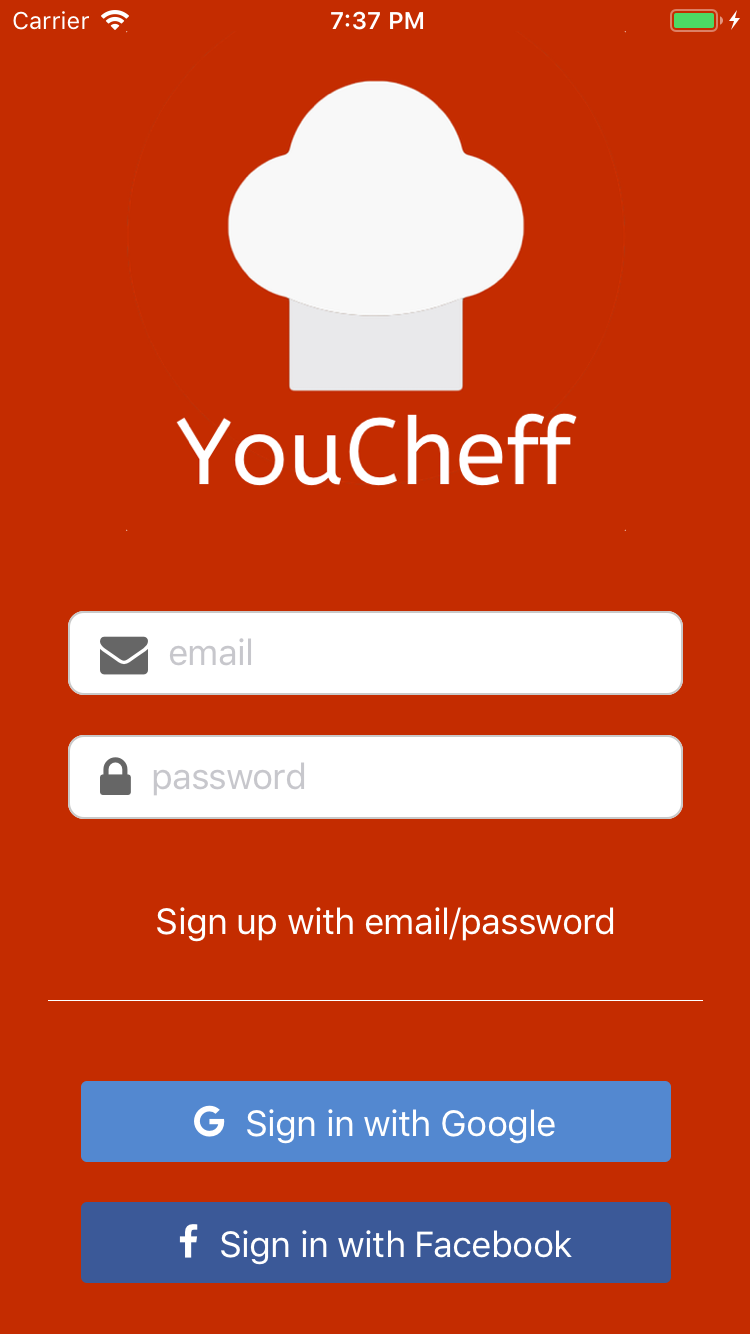 Carrier 7:37 PM
YouCheff
email
password
Sign up with email/password
G Sign in with Google
f Sign in with Facebook